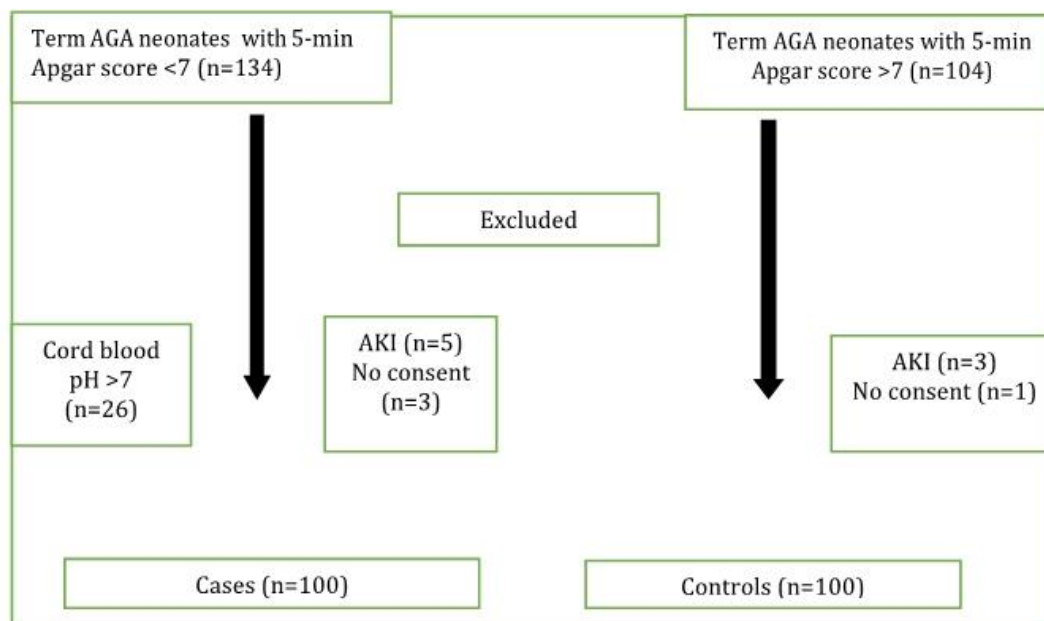 Term AGA neonates with 5-min
Apgar score <7 (n=134)
Term AGA neonates with 5-min
Apgar score >7 (n=104)
Excluded
Cord blood
pH >7
(n=26)
AKI (n=5)
No consent
(n=3)
AKI (n=3)
No consent (n=1)
Cases (n=100)
Controls (n=100)